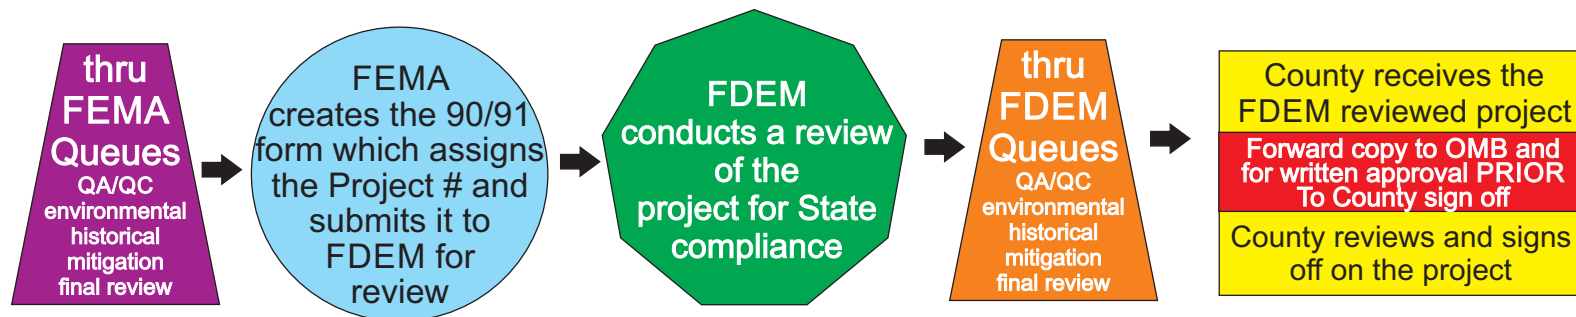 thru
FEMA
Queues
QA/QC
environmental
historical
mitigation
final review
FEMA
creates the 90/91
form which assigns
the Project # and
submits it to
FDEM for
review
FDEM
conducts a review
of the
project for State
compliance
thru
FDEM
Queues
QA/QC
environmental
historical
mitigation
final review
County receives the
FDEM reviewed project
Forward copy to OMB and
for written approval PRIOR
To County sign off
County reviews and signs
off on the project